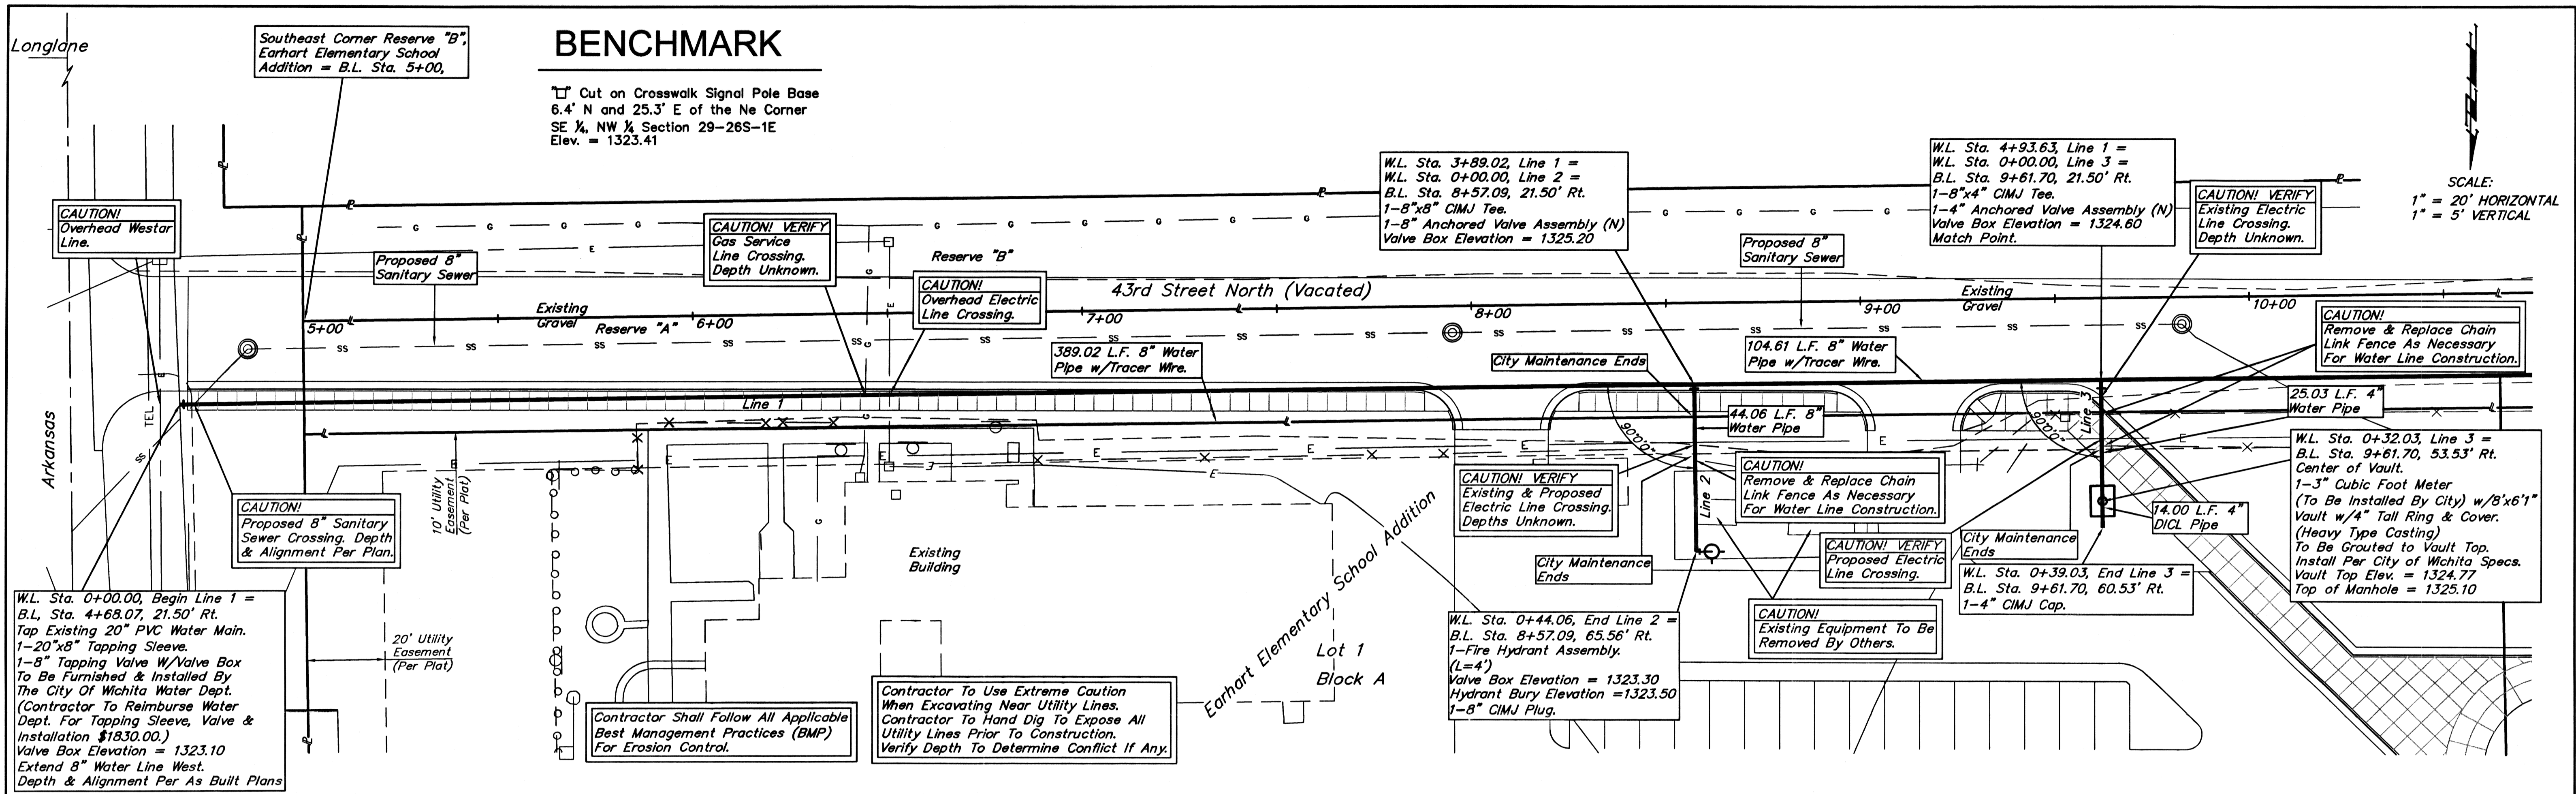 Longlane
Southeast Corner Reserve "B",
Earhart Elementary School
Addition = B.L. Sta. 5+00,
BENCHMARK
"□" Cut on Crosswalk Signal Pole Base
6.4' N and 25.3' E of the Ne Corner
SE ¼, NW ¼ Section 29-26S-1E
Elev. = 1323.41
SCALE:
1" = 20' HORIZONTAL
1" = 5' VERTICAL
W.L. Sta. 3+89.02, Line 1 =
W.L. Sta. 0+00.00, Line 2 =
B.L. Sta. 8+57.09, 21.50' Rt.
1-8"x8" CIMJ Tee.
1-8" Anchored Valve Assembly (N)
Valve Box Elevation = 1325.20
W.L. Sta. 4+93.63, Line 1 =
W.L. Sta. 0+00.00, Line 3 =
B.L. Sta. 9+61.70, 21.50' Rt.
1-8"x4" CIMJ Tee.
1-4" Anchored Valve Assembly (N)
Valve Box Elevation = 1324.60
Match Point.
CAUTION! VERIFY
Existing Electric
Line Crossing.
Depth Unknown.
CAUTION!
Overhead Westar
Line.
Proposed 8"
Sanitary Sewer
CAUTION! VERIFY
Gas Service
Line Crossing.
Depth Unknown.
Reserve "B"
CAUTION!
Overhead Electric
Line Crossing.
43rd Street North (Vacated)
Proposed 8"
Sanitary Sewer
Existing
Gravel
Reserve "A"
5+00
6+00
7+00
8+00
9+00
10+00
Existing
Gravel
CAUTION!
Remove & Replace Chain
Link Fence As Necessary
For Water Line Construction.
389.02 L.F. 8" Water
Pipe w/Tracer Wire.
City Maintenance Ends
104.61 L.F. 8" Water
Pipe w/Tracer Wire.
Line 1
44.06 L.F. 8"
Water Pipe
Line 3
25.03 L.F. 4"
Water Pipe
90°0'0"
90°0'0"
TEL
Arkansas
10' Utility
Easement
(Per Plat)
CAUTION!
Proposed 8" Sanitary
Sewer Crossing. Depth
& Alignment Per Plan.
CAUTION! VERIFY
Existing & Proposed
Electric Line Crossing.
Depths Unknown.
Line 2
CAUTION!
Remove & Replace Chain
Link Fence As Necessary
For Water Line Construction.
W.L. Sta. 0+32.03, Line 3 =
B.L. Sta. 9+61.70, 53.53' Rt.
Center of Vault.
1-3" Cubic Foot Meter
(To Be Installed By City) w/8'x6'1"
Vault w/4" Tall Ring & Cover.
(Heavy Type Casting)
To Be Grouted to Vault Top.
Install Per City of Wichita Specs.
Vault Top Elev. = 1324.77
Top of Manhole = 1325.10
14.00 L.F. 4"
DICL Pipe
Existing
Building
City Maintenance
Ends
CAUTION! VERIFY
Proposed Electric
Line Crossing.
City Maintenance
Ends
W.L. Sta. 0+39.03, End Line 3 =
B.L. Sta. 9+61.70, 60.53' Rt.
1-4" CIMJ Cap.
Earhart Elementary School Addition
Lot 1
Block A
W.L. Sta. 0+00.00, Begin Line 1 =
B.L, Sta. 4+68.07, 21.50' Rt.
Tap Existing 20" PVC Water Main.
1-20"x8" Tapping Sleeve.
1-8" Tapping Valve W/Valve Box
To Be Furnished & Installed By
The City Of Wichita Water Dept.
(Contractor To Reimburse Water
Dept. For Tapping Sleeve, Valve &
Installation $1830.00.)
Valve Box Elevation = 1323.10
Extend 8" Water Line West.
Depth & Alignment Per As Built Plans
20' Utility
Easement
(Per Plat)
W.L. Sta. 0+44.06, End Line 2 =
B.L. Sta. 8+57.09, 65.56' Rt.
1-Fire Hydrant Assembly.
(L=4')
Valve Box Elevation = 1323.30
Hydrant Bury Elevation =1323.50
1-8" CIMJ Plug.
CAUTION!
Existing Equipment To Be
Removed By Others.
Contractor Shall Follow All Applicable
Best Management Practices (BMP)
For Erosion Control.
Contractor To Use Extreme Caution
When Excavating Near Utility Lines.
Contractor To Hand Dig To Expose All
Utility Lines Prior To Construction.
Verify Depth To Determine Conflict If Any.